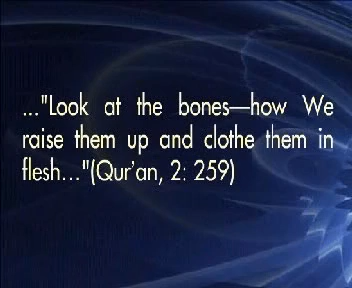 ..."Look at the bones—how We
raise them up and clothe them in
flesh..."(Qur'an, 2: 259)